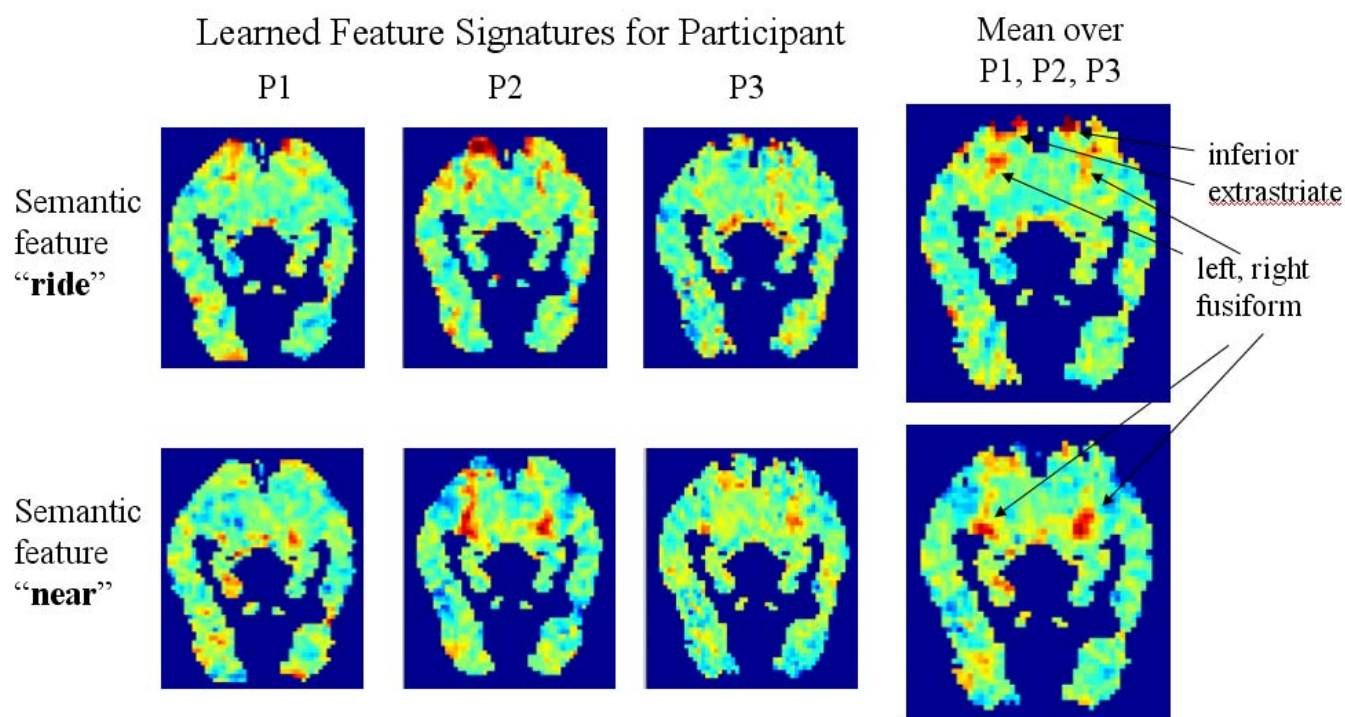 Learned Feature Signatures for Participant
Mean over
P1, P2, P3
P1
P2
P3
Semantic
feature
“ride”
inferior
extrastriate
left, right
fusiform
Semantic
feature
“near”